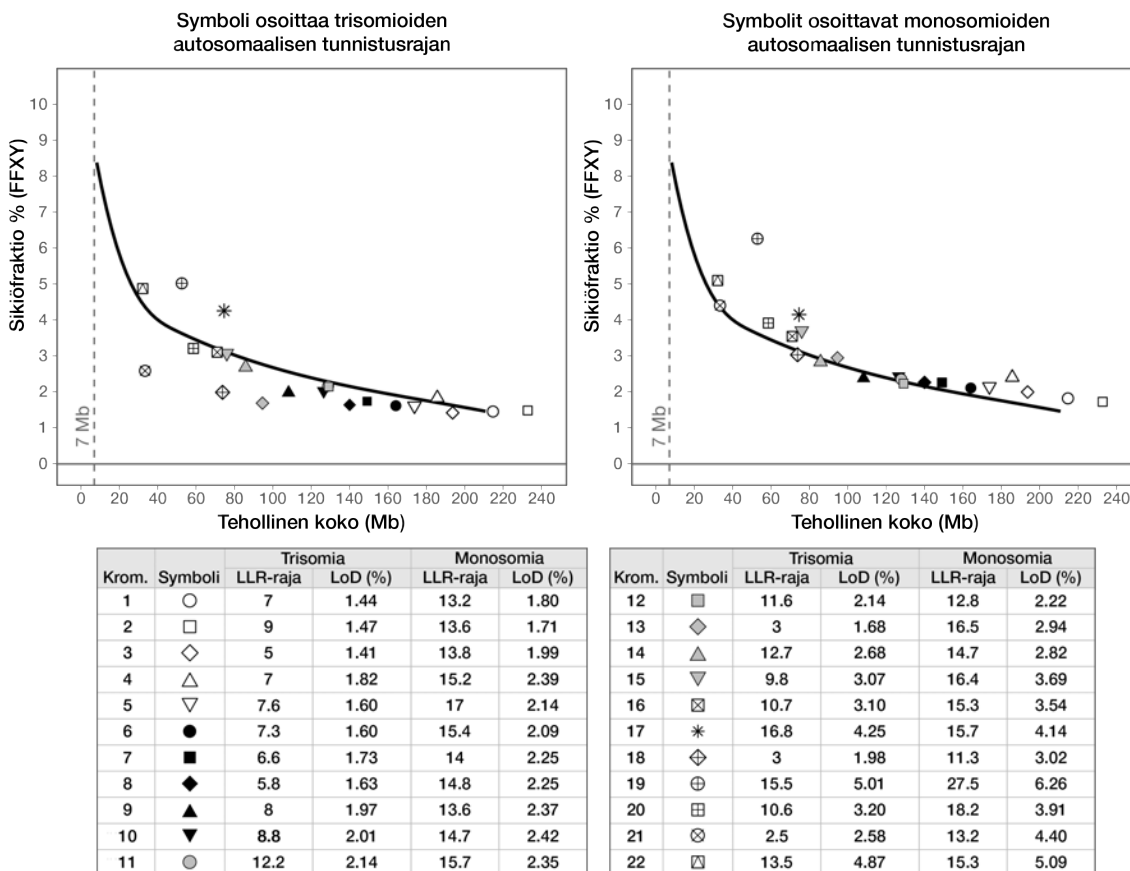 Symboli osoittaa trisomioiden
autosomaalisen tunnistusrajan
Sikiöfraktio % (FFXY)
10
9
8
7
6
5
4
3
2
1
0
7 Mb
0 20 40 60 80 100 120 140 160 180 200 220 240
Tehollinen koko (Mb)
Symbolit osoittavat monosomioiden
autosomaalisen tunnistusrajan
Sikiöfraktio % (FFXY)
10
9
8
7
6
5
4
3
2
1
0
7 Mb
0 20 40 60 80 100 120 140 160 180 200 220 240
Tehollinen koko (Mb)
Trisomia Monosomia
Krom. Symboli LLR-raja LoD (%) LLR-raja LoD (%)
1 7 1.44 13.2 1.80
2 9 1.47 13.6 1.71
3 5 1.41 13.8 1.99
4 7 1.82 15.2 2.39
5 7.6 1.60 17 2.14
6 7.3 1.60 15.4 2.09
7 6.6 1.73 14 2.25
8 5.8 1.63 14.8 2.25
9 8 1.97 13.6 2.37
10 8.8 2.01 14.7 2.42
11 12.2 2.14 15.7 2.35
Trisomia Monosomia
Krom. Symboli LLR-raja LoD (%) LLR-raja LoD (%)
12 11.6 2.14 12.8 2.22
13 3 1.68 16.5 2.94
14 12.7 2.68 14.7 2.82
15 9.8 3.07 16.4 3.69
16 10.7 3.10 15.3 3.54
17 16.8 4.25 15.7 4.14
18 3 1.98 11.3 3.02
19 15.5 5.01 27.5 6.26
20 10.6 3.20 18.2 3.91
21 2.5 2.58 13.2 4.40
22 13.5 4.87 15.3 5.09